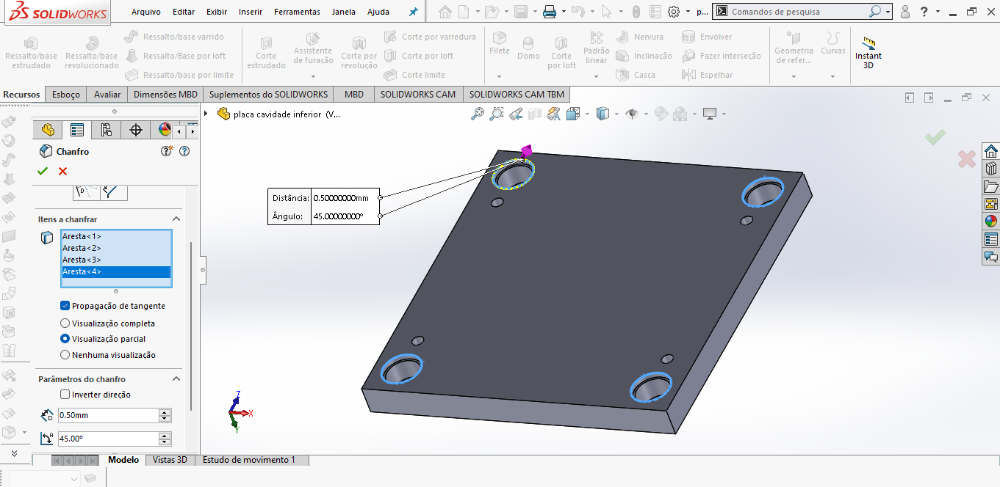 SOLIDWORKS
Arquivo Editar Exibir Inserir Ferramentas Janela Ajuda
p...
Comandos de pesquisa
Ressalto/base extrudado
Ressalto/base revolucionado
Ressalto/base varrido
Ressalto/Base por loft
Ressalto/base por limite
Corte extrudado
Assistente de furação
Corte por revolução
Corte por varredura
Corte por loft
Corte limite
Filete
Domo
Corte por loft
Padrão linear
Nervura
Inclinação
Casca
Envolver
Fazer interseção
Espelhar
Geometria de refer...
Curvas
Instant 3D
Recursos Esboço Avaliar Dimensões MBD Suplementos do SOLIDWORKS MBD SOLIDWORKS CAM SOLIDWORKS CAM TBM
placa cavidade inferior (V...
Chanfro
Itens a chanfrar
Aresta<1>
Aresta<2>
Aresta<3>
Aresta<4>
Propagação de tangente
Visualização completa
Visualização parcial
Nenhuma visualização
Parâmetros do chanfro
Inverter direção
0.50mm
45.00º
Distância: 0.50000000mm
Ângulo: 45.00000000º
Z
X
Y
Modelo Vistas 3D Estudo de movimento 1